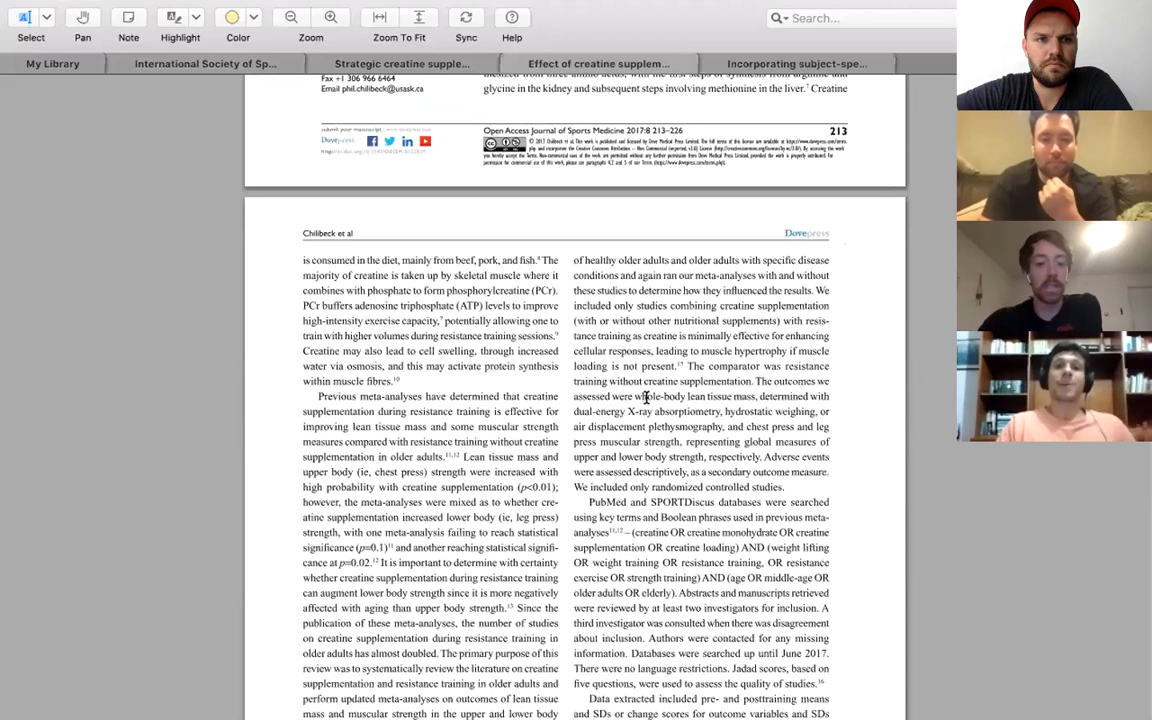 Select
Pan
Note
Highlight
Color
Zoom
Zoom To Fit
Sync
Help
Search...
My Library
International Society of Sp...
Strategic creatine supple...
Effect of creatine supplem...
Incorporating subject-spe...
Fax +1 306 966 6464
Email phil.chilibeck@usask.ca
glycine in the kidney and subsequent steps involving methionine in the liver.7 Creatine
submit your manuscript | www.dovepress.com
Dovepress
Open Access Journal of Sports Medicine 2017:8 213–226
213
Chilibeck et al
Dovepress
is consumed in the diet, mainly from beef, pork, and fish.4 The
majority of creatine is taken up by skeletal muscle where it
combines with phosphate to form phosphorylcreatine (PCr).
PCr buffers adenosine triphosphate (ATP) levels to improve
high-intensity exercise capacity,7 potentially allowing one to
train with higher volumes during resistance training sessions.9
Creatine may also lead to cell swelling, through increased
water via osmosis, and this may activate protein synthesis
within muscle fibres.10
Previous meta-analyses have determined that creatine
supplementation during resistance training is effective for
improving lean tissue mass and some muscular strength
measures compared with resistance training without creatine
supplementation in older adults.11,12 Lean tissue mass and
upper body (ie, chest press) strength were increased with
high probability with creatine supplementation (p<0.01);
however, the meta-analyses were mixed as to whether cre-
atine supplementation increased lower body (ie, leg press)
strength, with one meta-analysis failing to reach statistical
significance (p=0.1)11 and another reaching statistical signifi-
cance at p=0.02.12 It is important to determine with certainty
whether creatine supplementation during resistance training
can augment lower body strength since it is more negatively
affected with aging than upper body strength.13 Since the
publication of these meta-analyses, the number of studies
on creatine supplementation during resistance training in
older adults has almost doubled. The primary purpose of this
review was to systematically review the literature on creatine
supplementation and resistance training in older adults and
perform updated meta-analyses on outcomes of lean tissue
mass and muscular strength in the upper and lower body
of healthy older adults and older adults with specific disease
conditions and again ran our meta-analyses with and without
these studies to determine how they influenced the results. We
included only studies combining creatine supplementation
(with or without other nutritional supplements) with resis-
tance training as creatine is minimally effective for enhancing
cellular responses, leading to muscle hypertrophy if muscle
loading is not present.15 The comparator was resistance
training without creatine supplementation. The outcomes we
assessed were whole-body lean tissue mass, determined with
dual-energy X-ray absorptiometry, hydrostatic weighing, or
air displacement plethysmography, and chest press and leg
press muscular strength, representing global measures of
upper and lower body strength, respectively. Adverse events
were assessed descriptively, as a secondary outcome measure.
We included only randomized controlled studies.
PubMed and SPORTDiscus databases were searched
using key terms and Boolean phrases used in previous meta-
analyses11,12 – (creatine OR creatine monohydrate OR creatine
supplementation OR creatine loading) AND (weight lifting
OR weight training OR resistance training, OR resistance
exercise OR strength training) AND (age OR middle-age OR
older adults OR elderly). Abstracts and manuscripts retrieved
were reviewed by at least two investigators for inclusion. A
third investigator was consulted when there was disagreement
about inclusion. Authors were contacted for any missing
information. Databases were searched up until June 2017.
There were no language restrictions. Jadad scores, based on
five questions, were used to assess the quality of studies.16
Data extracted included pre- and posttraining means
and SDs or change scores for outcome variables and SDs